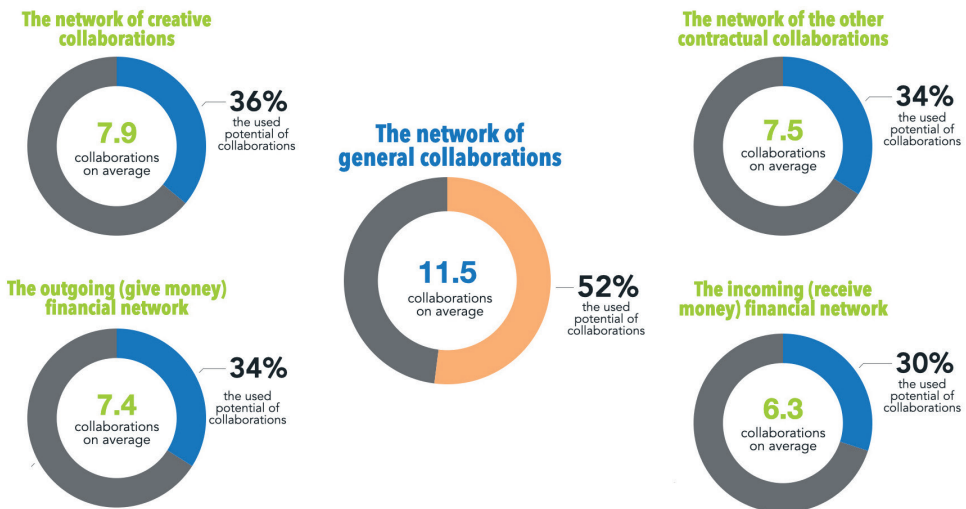 The network of creative
collaborations
36%
the used
potential of
collaborations
7.9
collaborations
on average
The network of
general collaborations
11.5
collaborations
on average
52%
the used
potential of
collaborations
The network of the other
contractual collaborations
34%
the used
potential of
collaborations
7.5
collaborations
on average
The outgoing (give money)
financial network
34%
the used
potential of
collaborations
7.4
collaborations
on average
The incoming (receive
money) financial network
30%
the used
potential of
collaborations
6.3
collaborations
on average